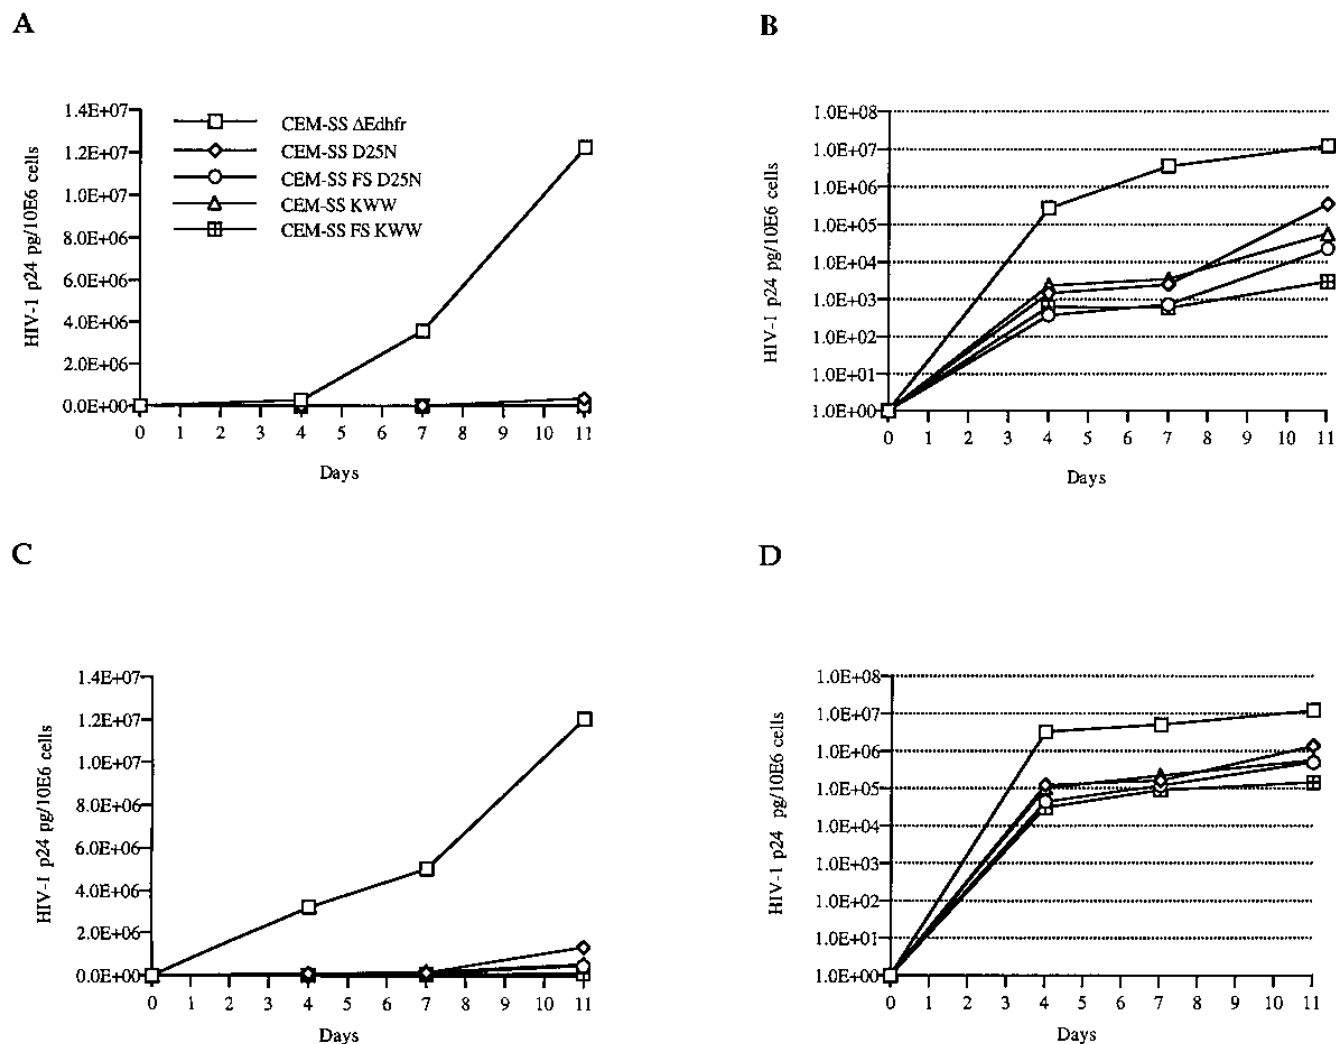 A
HIV-1 p24 pg/10E6 cells
1.4E+07
1.2E+07
1.0E+07
8.0E+06
6.0E+06
4.0E+06
2.0E+06
0.0E+00
CEM-SS ΔEdhfr
CEM-SS D25N
CEM-SS FS D25N
CEM-SS KWW
CEM-SS FS KWW
0 1 2 3 4 5 6 7 8 9 10 11
Days
B
HIV-1 p24 pg/10E6 cells
1.0E+08
1.0E+07
1.0E+06
1.0E+05
1.0E+04
1.0E+03
1.0E+02
1.0E+01
1.0E+00
0 1 2 3 4 5 6 7 8 9 10 11
Days
C
HIV-1 p24 pg/10E6 cells
1.4E+07
1.2E+07
1.0E+07
8.0E+06
6.0E+06
4.0E+06
2.0E+06
0.0E+00
0 1 2 3 4 5 6 7 8 9 10 11
Days
D
HIV-1 p24 pg/10E6 cells
1.0E+08
1.0E+07
1.0E+06
1.0E+05
1.0E+04
1.0E+03
1.0E+02
1.0E+01
1.0E+00
0 1 2 3 4 5 6 7 8 9 10 11
Days